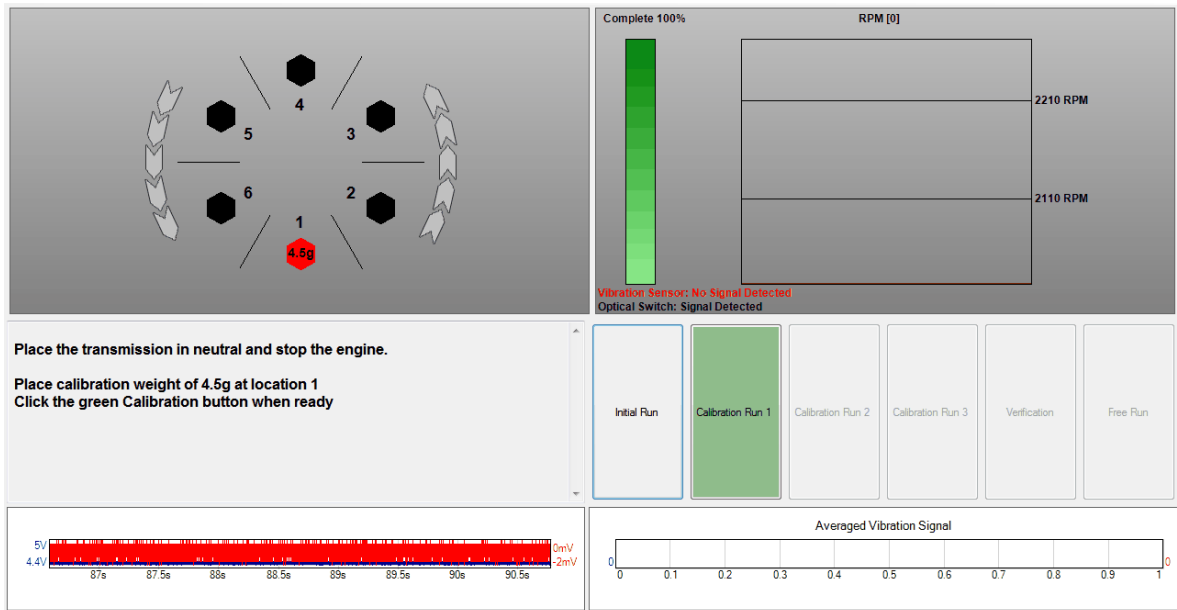 4
5
3
6
2
1
4.5g
Complete 100%
RPM [0]
2210 RPM
2110 RPM
Vibration Sensor: No Signal Detected
Optical Switch: Signal Detected
Place the transmission in neutral and stop the engine.
Place calibration weight of 4.5g at location 1
Click the green Calibration button when ready
Initial Run
Calibration Run 1
Calibration Run 2
Calibration Run 3
Verification
Free Run
5V
0mV
4.4V
-2mV
87s 87.5s 88s 88.5s 89s 89.5s 90s 90.5s
Averaged Vibration Signal
0
0
0 0.1 0.2 0.3 0.4 0.5 0.6 0.7 0.8 0.9 1